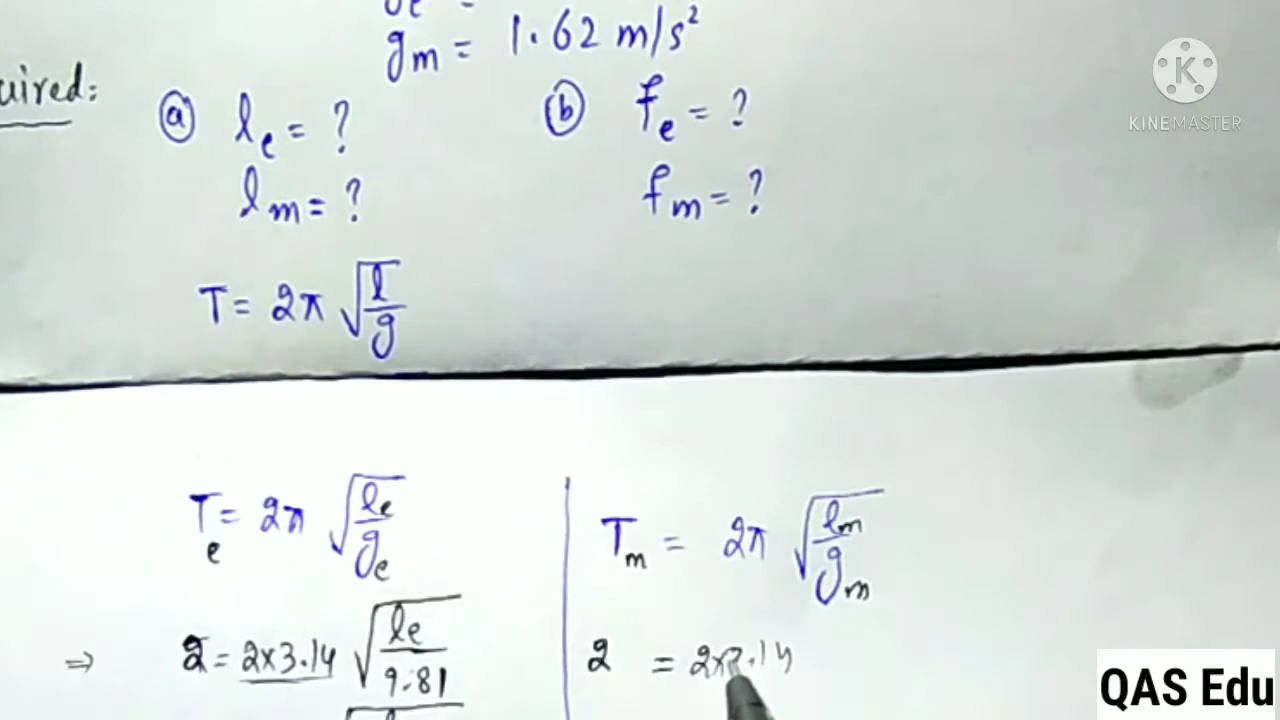 gm = 1.62 m/s²
uired:
(a) le = ? (b) fe = ?
lm = ? fm = ?
T = 2π √(l/g)
Te = 2π √(le/ge) Tm = 2π √(lm/gm)
⇒ 2 = 2×3.14 √(le/9.81) 2 = 2×3.14
KINEMASTER
QAS Edu